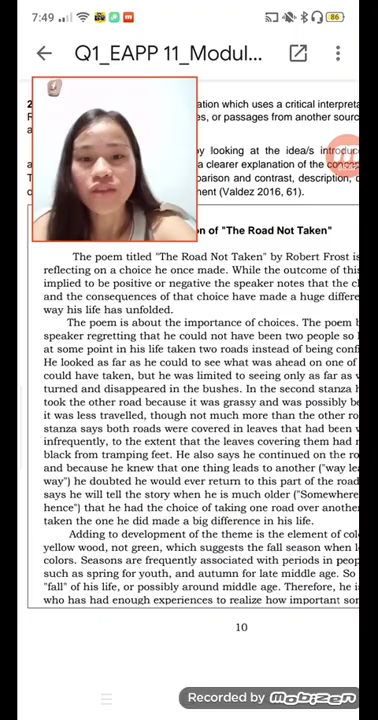 7:49
86
Q1_EAPP 11_Modul...
2
ation which uses a critical interpreta
R
es, or passages from another sourc
a
by looking at the idea/s introduc
a
a clearer explanation of the concep
T
parison and contrast, description, c
o
ment (Valdez 2016, 61).
on of "The Road Not Taken"
The poem titled "The Road Not Taken" by Robert Frost is
reflecting on a choice he once made. While the outcome of this
implied to be positive or negative the speaker notes that the ch
and the consequences of that choice have made a huge differe
way his life has unfolded.
The poem is about the importance of choices. The poem b
speaker regretting that he could not have been two people so
at some point in his life taken two roads instead of being confi
He looked as far as he could to see what was ahead on one of
could have taken, but he was limited to seeing only as far as
turned and disappeared in the bushes. In the second stanza h
took the other road because it was grassy and was possibly be
it was less travelled, though not much more than the other ro
stanza says both roads were covered in leaves that had been
infrequently, to the extent that the leaves covering them had n
black from tramping feet. He also says he continued on the ro
and because he knew that one thing leads to another ("way lea
way") he doubted he would ever return to this part of the road
says he will tell the story when he is much older ("Somewhere
hence") that he had the choice of taking one road over anothe
taken the one he did made a big difference in his life.
Adding to development of the theme is the element of col
yellow wood, not green, which suggests the fall season when l
colors. Seasons are frequently associated with periods in peop
such as spring for youth, and autumn for late middle age. So
"fall" of his life, or possibly around middle age. Therefore, he i
who has had enough experiences to realize how important som
10
Recorded by mobizen